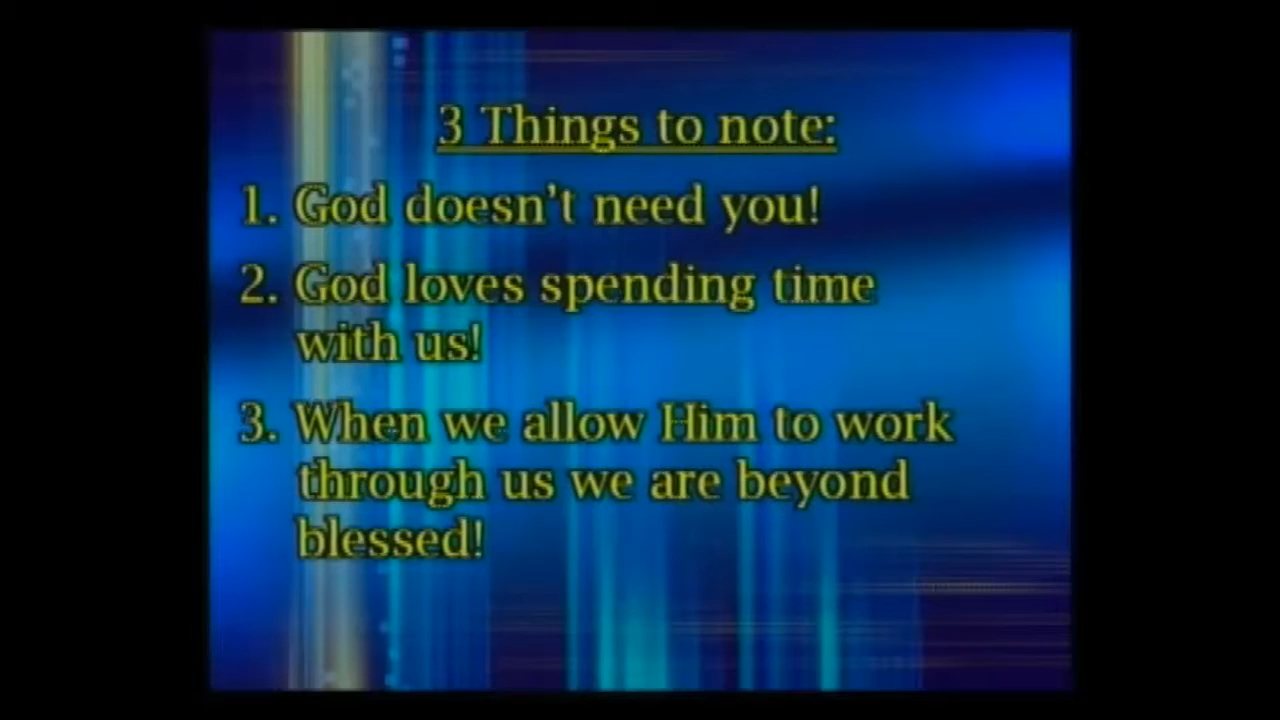 3 Things to note:
1. God doesn't need you!
2. God loves spending time
with us!
3. When we allow Him to work
through us we are beyond
blessed!